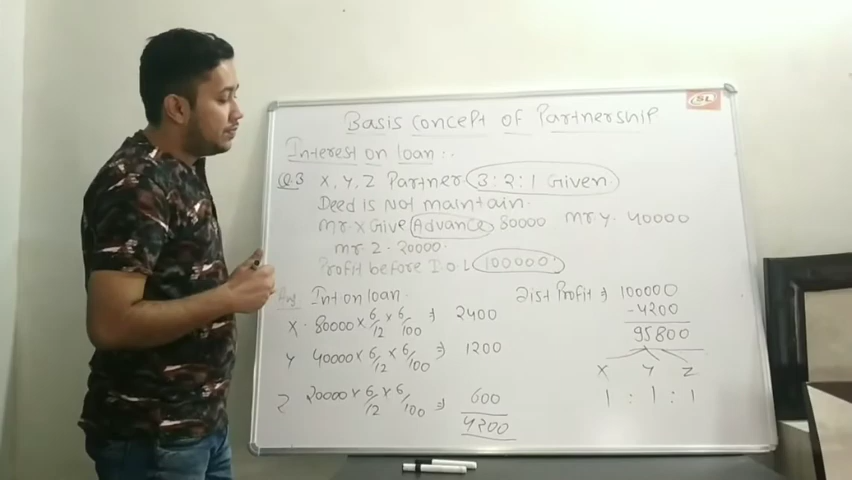 Basis Concept of Partnership
SL
Interest on loan :-
Q.3 X, Y, Z Partner 3:2:1 Given
Deed is Not maintain.
Mr X Give Advance 80000 Mr Y. 40000
Mr Z. 20000.
Profit before I.O.L 100000
Ans Int on loan.
X. 80000 × 6/12 × 6/100 ⇒ 2400
Y 40000 × 6/12 × 6/100 ⇒ 1200
Z 20000 × 6/12 × 6/100 ⇒ 600
4200
Dist Profit ⇒ 100000
-4200
95800
X Y Z
1 : 1 : 1